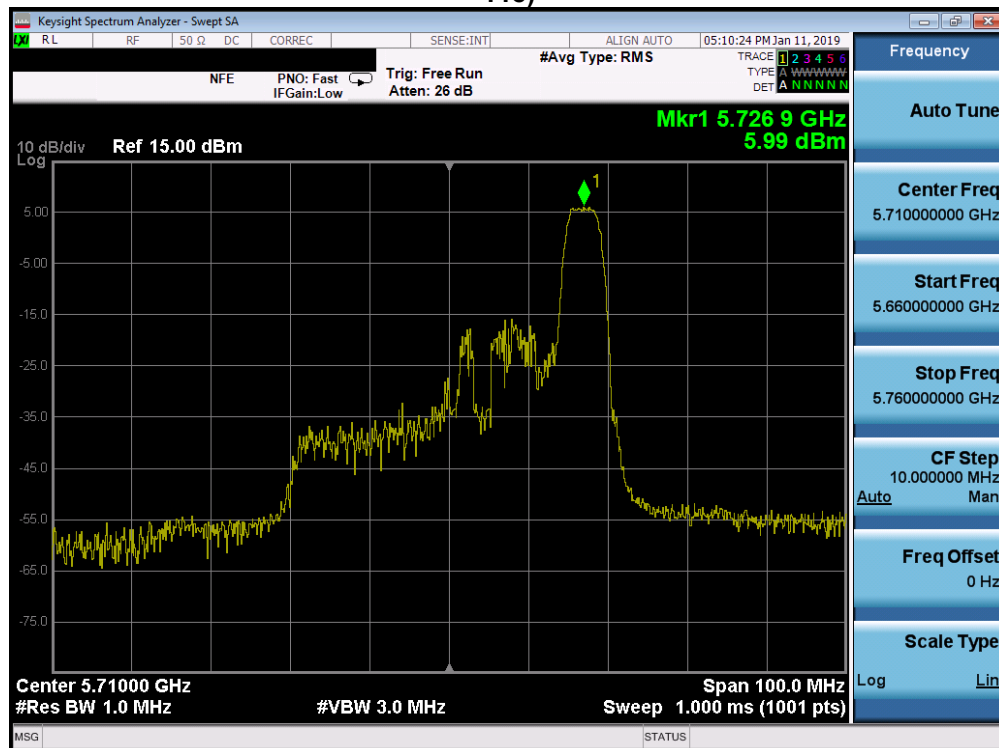 Keysight Spectrum Analyzer - Swept SA
LXI RL RF 50 Ω DC CORREC SENSE:INT ALIGN AUTO 05:10:24 PM Jan 11, 2019
#Avg Type: RMS TRACE 1 2 3 4 5 6
NFE PNO: Fast Trig: Free Run TYPE A WWWWW
IFGain:Low Atten: 26 dB DET A N N N N N
Mkr1 5.726 9 GHz
5.99 dBm
10 dB/div Ref 15.00 dBm
Log
1
5.00
-5.00
-15.0
-25.0
-35.0
-45.0
-55.0
-65.0
-75.0
Center 5.71000 GHz Span 100.0 MHz
#Res BW 1.0 MHz #VBW 3.0 MHz Sweep 1.000 ms (1001 pts)
MSG STATUS
Frequency
Auto Tune
Center Freq
5.710000000 GHz
Start Freq
5.660000000 GHz
Stop Freq
5.760000000 GHz
CF Step
10.000000 MHz
Auto Man
Freq Offset
0 Hz
Scale Type
Log Lin